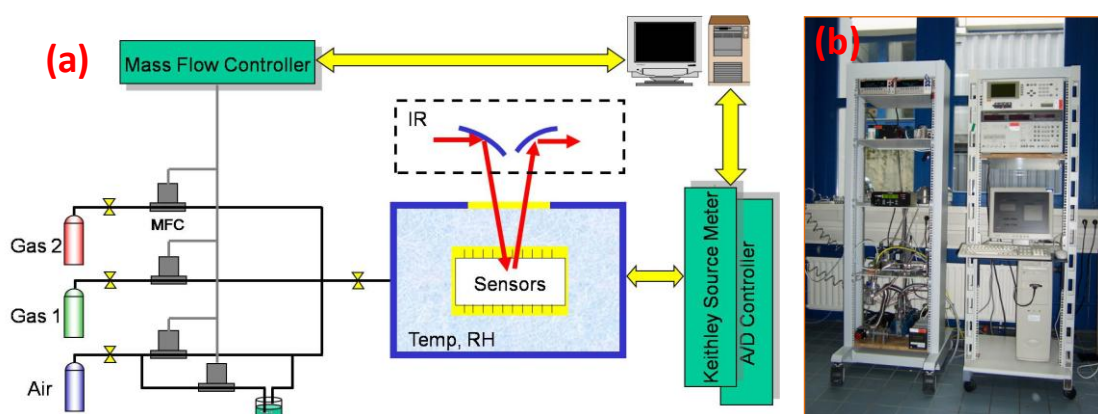 (a)
Mass Flow Controller
IR
MFC
Gas 2
Gas 1
Air
Sensors
Temp, RH
Keithley Source Meter
A/D Controller
(b)